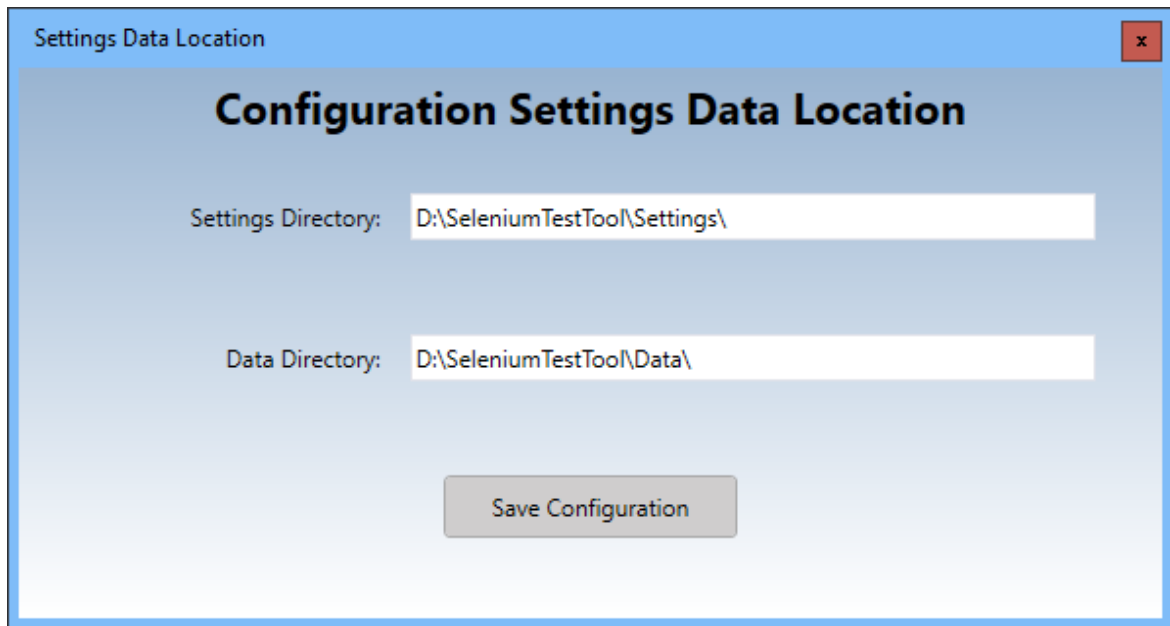 Settings Data Location
x
Configuration Settings Data Location
Settings Directory: D:\SeleniumTestTool\Settings\
Data Directory: D:\SeleniumTestTool\Data\
Save Configuration